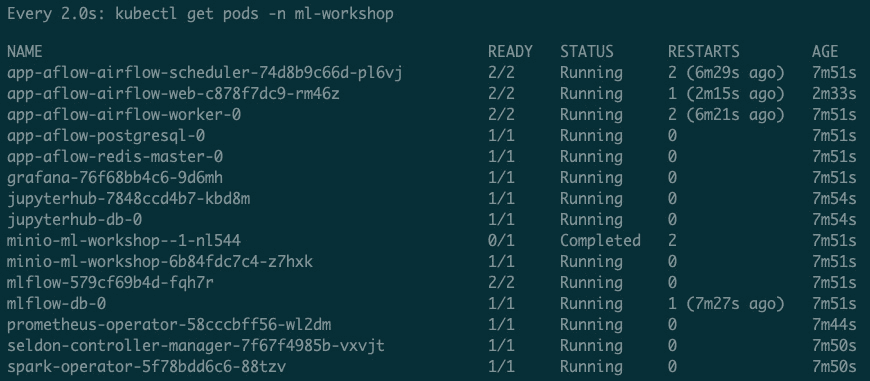 Every 2.0s: kubectl get pods -n ml-workshop
NAME READY STATUS RESTARTS AGE
app-aflow-airflow-scheduler-74d8b9c66d-pl6vj 2/2 Running 2 (6m29s ago) 7m51s
app-aflow-airflow-web-c878f7dc9-rm46z 2/2 Running 1 (2m15s ago) 2m33s
app-aflow-airflow-worker-0 2/2 Running 2 (6m21s ago) 7m51s
app-aflow-postgresql-0 1/1 Running 0 7m51s
app-aflow-redis-master-0 1/1 Running 0 7m51s
grafana-76f68bb4c6-9d6mh 1/1 Running 0 7m51s
jupyterhub-7848ccd4b7-kbd8m 1/1 Running 0 7m54s
jupyterhub-db-0 1/1 Running 0 7m54s
minio-ml-workshop--1-nl544 0/1 Completed 2 7m51s
minio-ml-workshop-6b84fdc7c4-z7hxk 1/1 Running 0 7m51s
mlflow-579cf69b4d-fqh7r 2/2 Running 0 7m51s
mlflow-db-0 1/1 Running 1 (7m27s ago) 7m51s
prometheus-operator-58cccbff56-wl2dm 1/1 Running 0 7m44s
seldon-controller-manager-7f67f4985b-vxvjt 1/1 Running 0 7m50s
spark-operator-5f78bdd6c6-88tzv 1/1 Running 0 7m50s